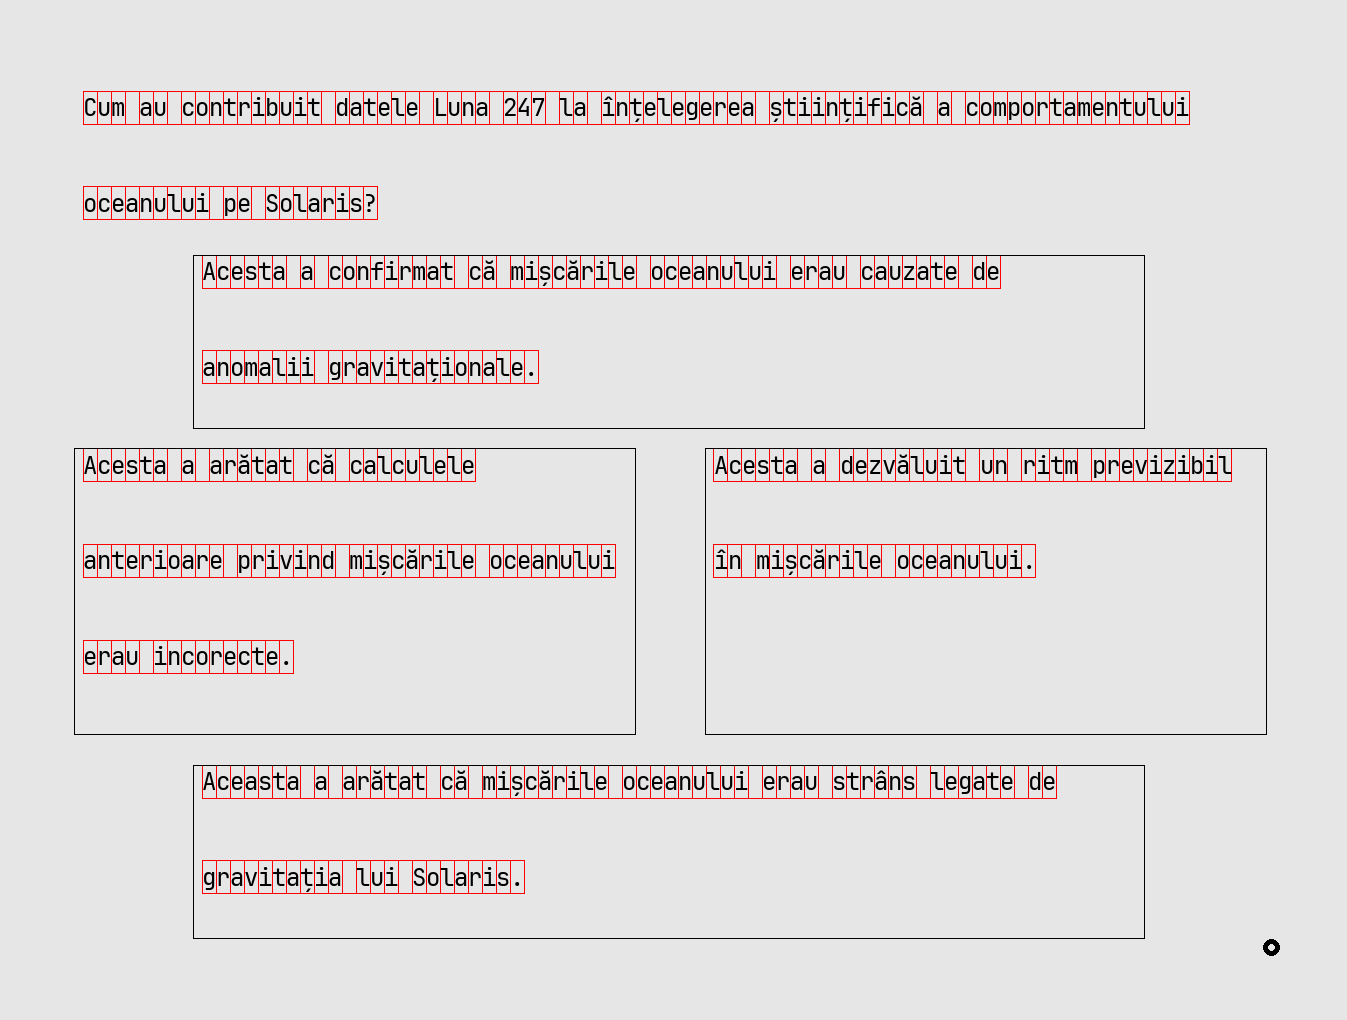 Cum au contribuit datele Luna 247 la înțelegerea științifică a comportamentului
oceanului pe Solaris?
Acesta a confirmat că mișcările oceanului erau cauzate de
anomalii gravitaționale.
Acesta a arătat că calculele
anterioare privind mișcările oceanului
erau incorecte.
Acesta a dezvăluit un ritm previzibil
în mișcările oceanului.
Aceasta a arătat că mișcările oceanului erau strâns legate de
gravitația lui Solaris.